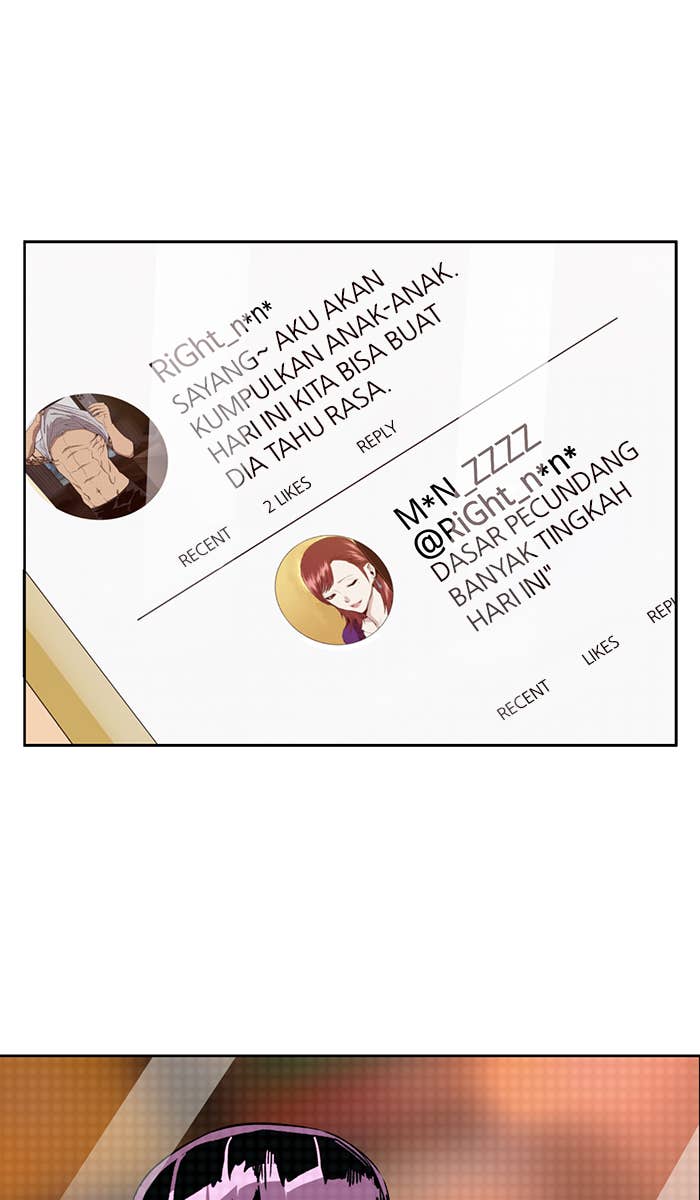 RiGht_n*n*
SAYANG~ AKU AKAN
KUMPULKAN ANAK-ANAK.
HARI INI KITA BISA BUAT
DIA TAHU RASA.
RECENT
2 LIKES
REPLY
M*N_ZZZZ
@RiGht_n*n*
DASAR PECUNDANG
BANYAK TINGKAH
HARI INI"
RECENT
LIKES